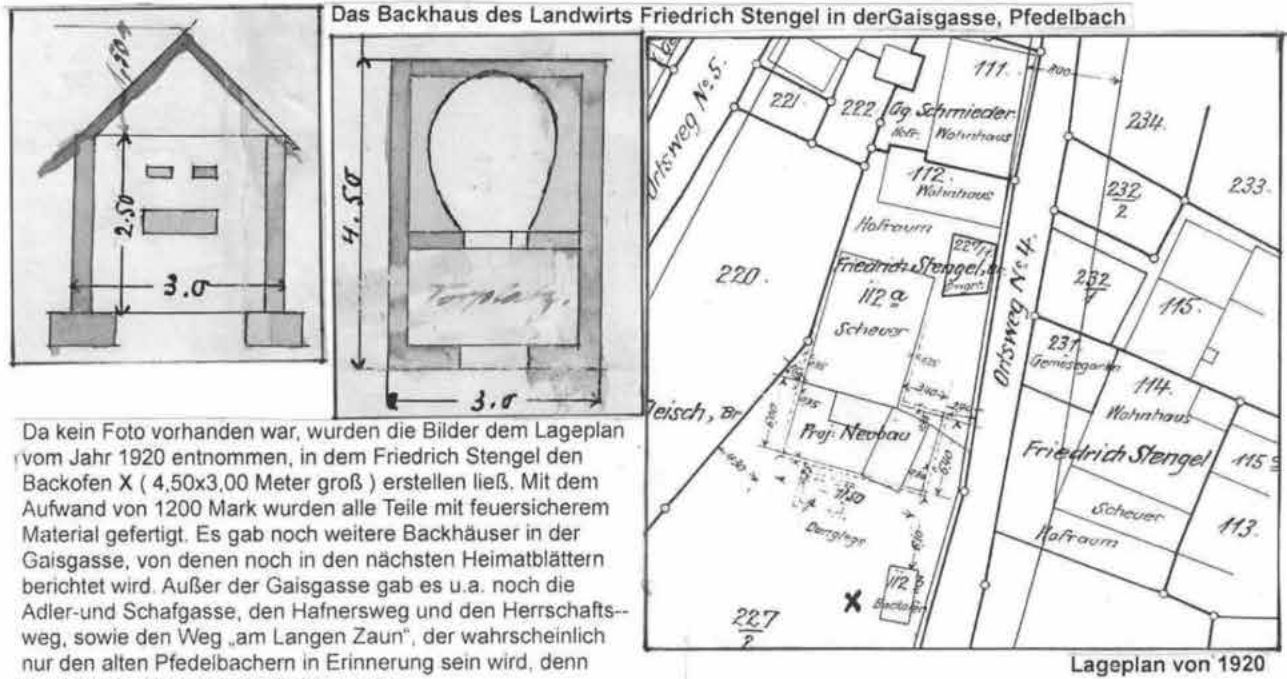 Das Backhaus des Landwirts Friedrich Stengel in derGaisgasse, Pfedelbach
2.50
3.0
4.50
Vorplatz.
3.0
Ortsweg No 5.
221.
222
111.
Gg. Schmieder
Wohnhaus
112.
Wohnhaus
Hofraum
Friedrich Stengel, Br.
220.
112 a
Scheuer
Proj. Neubau
Ortsweg No 4.
800
234.
233.
232
2
232
1
115.
231
Gemüsegarten
114.
Wohnhaus
Friedrich Stengel
Scheuer
Hofraum
113.
115
112
Backofen
X
227
2
Da kein Foto vorhanden war, wurden die Bilder dem Lageplan
vom Jahr 1920 entnommen, in dem Friedrich Stengel den
Backofen X ( 4,50x3,00 Meter groß ) erstellen ließ. Mit dem
Aufwand von 1200 Mark wurden alle Teile mit feuersicherem
Material gefertigt. Es gab noch weitere Backhäuser in der
Gaisgasse, von denen noch in den nächsten Heimatblättern
berichtet wird. Außer der Gaisgasse gab es u.a. noch die
Adler-und Schafgasse, den Hafnersweg und den Herrschafts--
weg, sowie den Weg „am Langen Zaun", der wahrscheinlich
nur den alten Pfedelbachern in Erinnerung sein wird, denn
Lageplan von 1920